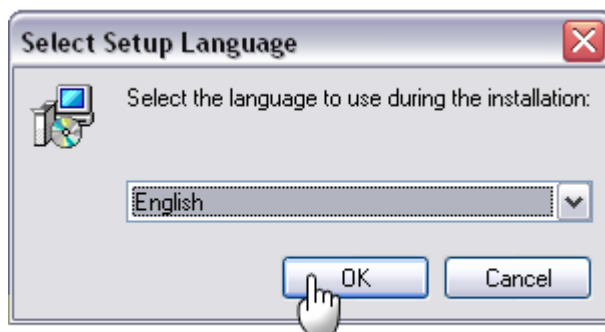 Select Setup Language
Select the language to use during the installation:
English
OK
Cancel